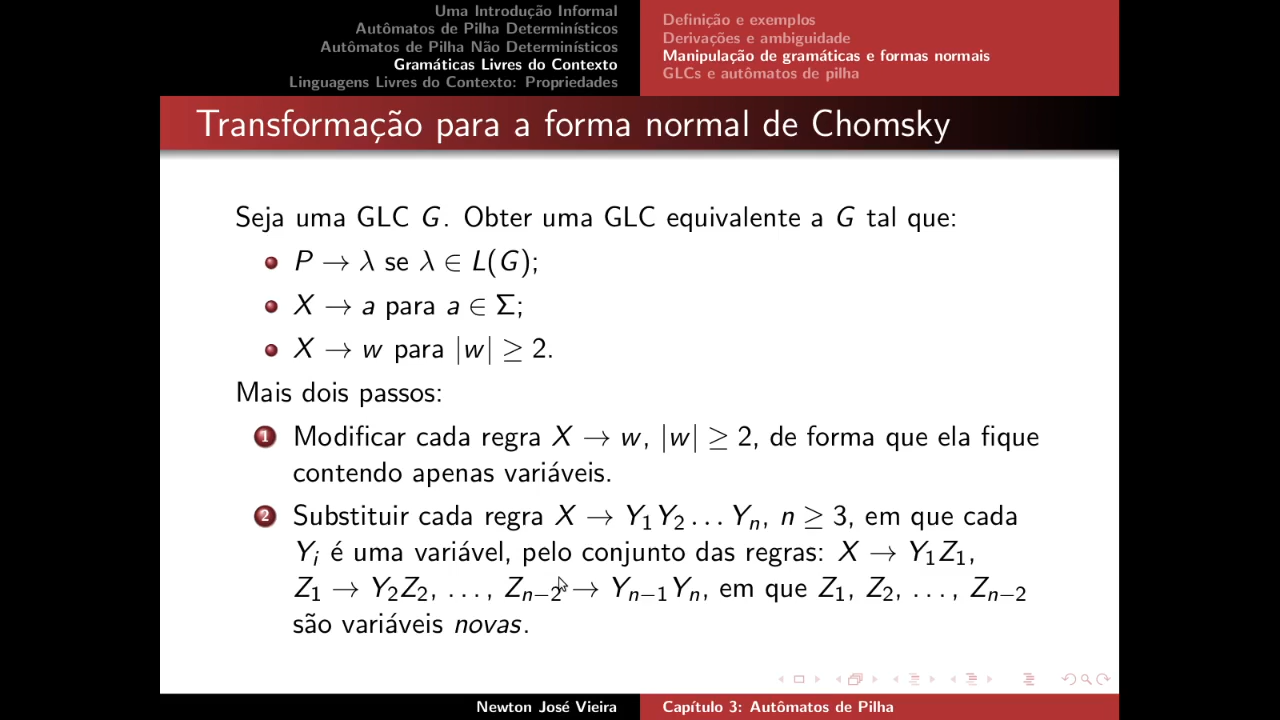 Uma Introdução Informal
Autômatos de Pilha Determinísticos
Autômatos de Pilha Não Determinísticos
Gramáticas Livres do Contexto
Linguagens Livres do Contexto: Propriedades
Definição e exemplos
Derivações e ambiguidade
Manipulação de gramáticas e formas normais
GLCs e autômatos de pilha
Transformação para a forma normal de Chomsky
Seja uma GLC G. Obter uma GLC equivalente a G tal que:
P → λ se λ ∈ L(G);
X → a para a ∈ Σ;
X → w para |w| ≥ 2.
Mais dois passos:
1 Modificar cada regra X → w, |w| ≥ 2, de forma que ela fique
contendo apenas variáveis.
2 Substituir cada regra X → Y₁Y₂...Yₙ, n ≥ 3, em que cada
Yᵢ é uma variável, pelo conjunto das regras: X → Y₁Z₁,
Z₁ → Y₂Z₂, ..., Zₙ₋₂ → Yₙ₋₁Yₙ, em que Z₁, Z₂, ..., Zₙ₋₂
são variáveis novas.
Newton José Vieira
Capítulo 3: Autômatos de Pilha